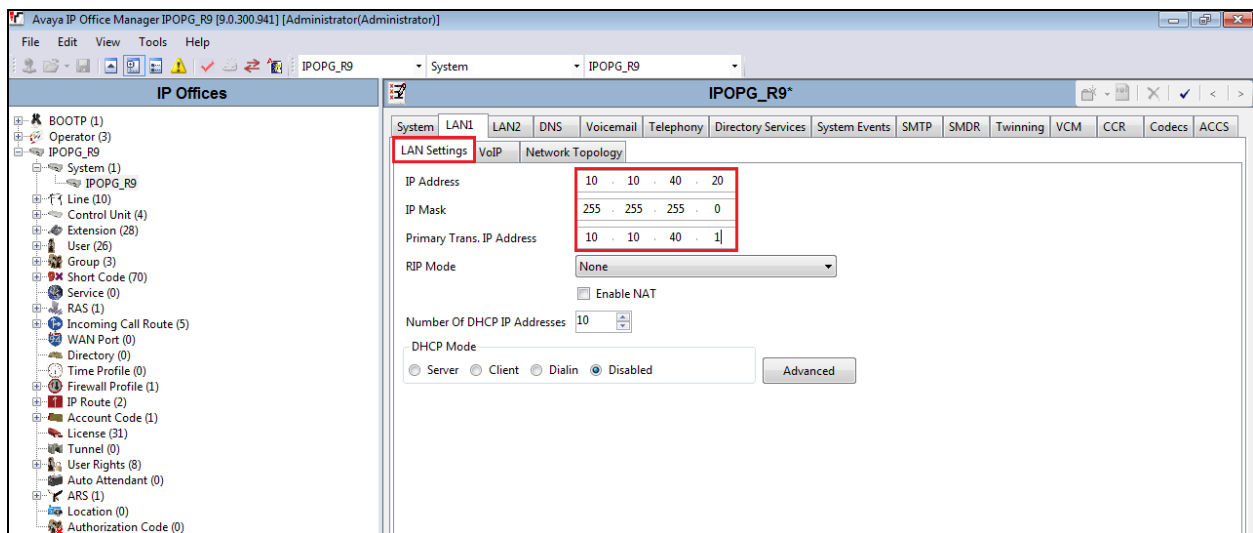 Avaya IP Office Manager IPOPG_R9 [9.0.300.941] [Administrator(Administrator)]
File Edit View Tools Help
IPOPG_R9 System IPOPG_R9
IP Offices
IPOPG_R9*
BOOTP (1)
Operator (3)
IPOPG_R9
System (1)
IPOPG_R9
Line (10)
Control Unit (4)
Extension (28)
User (26)
Group (3)
Short Code (70)
Service (0)
RAS (1)
Incoming Call Route (5)
WAN Port (0)
Directory (0)
Time Profile (0)
Firewall Profile (1)
IP Route (2)
Account Code (1)
License (31)
Tunnel (0)
User Rights (8)
Auto Attendant (0)
ARS (1)
Location (0)
Authorization Code (0)
System LAN1 LAN2 DNS Voicemail Telephony Directory Services System Events SMTP SMDR Twinning VCM CCR Codecs ACCS
LAN Settings VoIP Network Topology
IP Address 10 . 10 . 40 . 20
IP Mask 255 . 255 . 255 . 0
Primary Trans. IP Address 10 . 10 . 40 . 1
RIP Mode None
Enable NAT
Number Of DHCP IP Addresses 10
DHCP Mode
Server Client Dialin Disabled Advanced